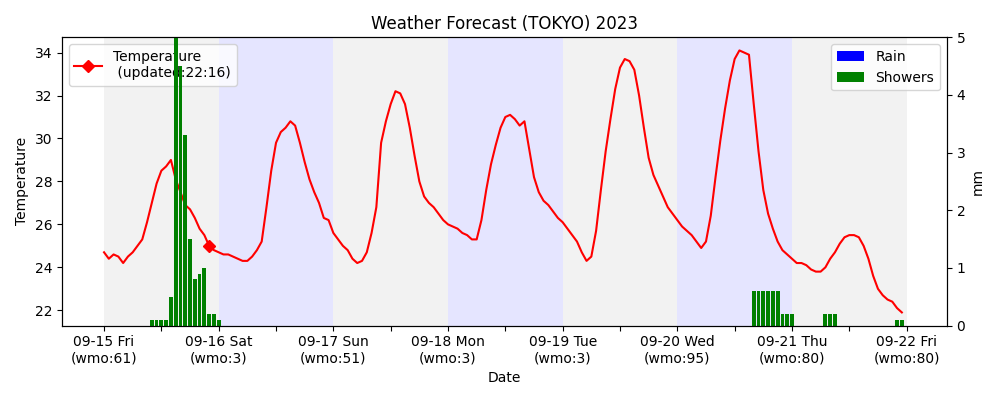 Weather Forecast (TOKYO) 2023
Temperature
(updated:22:16)
Rain
Showers
34
32
30
28
26
24
22
Temperature
5
4
3
2
1
0
mm
09-15 Fri
(wmo:61)
09-16 Sat
(wmo:3)
09-17 Sun
(wmo:51)
09-18 Mon
(wmo:3)
09-19 Tue
(wmo:3)
09-20 Wed
(wmo:95)
09-21 Thu
(wmo:80)
09-22 Fri
(wmo:80)
Date